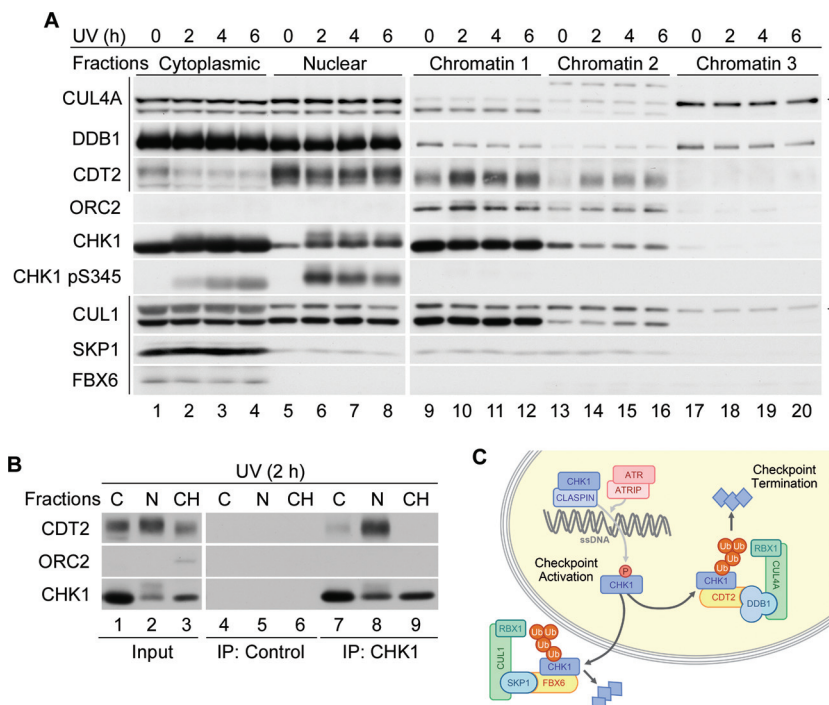 A
UV (h) 0 2 4 6 0 2 4 6 0 2 4 6 0 2 4 6 0 2 4 6
Fractions Cytoplasmic Nuclear Chromatin 1 Chromatin 2 Chromatin 3
CUL4A
DDB1
CDT2
ORC2
CHK1
CHK1 pS345
CUL1
SKP1
FBX6
1 2 3 4 5 6 7 8 9 10 11 12 13 14 15 16 17 18 19 20
B
UV (2 h)
Fractions C N CH C N CH C N CH
CDT2
ORC2
CHK1
1 2 3 4 5 6 7 8 9
Input IP: Control IP: CHK1
C
CHK1
CLASPIN
ATR
ATRIP
ssDNA
Checkpoint
Termination
Checkpoint
Activation
P
CHK1
Ub
Ub
Ub
Ub
CHK1
CDT2
DDB1
RBX1
CUL4A
RBX1
CUL1
Ub
Ub
Ub
Ub
CHK1
SKP1
FBX6